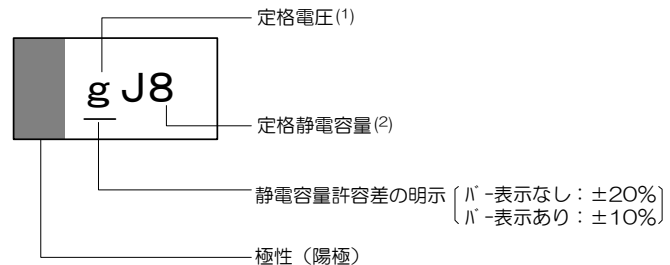 定格電圧(1)
g J8
定格静電容量(2)
静電容量許容差の明示 バー表示なし：±20%
バー表示あり：±10%
極性（陽極）